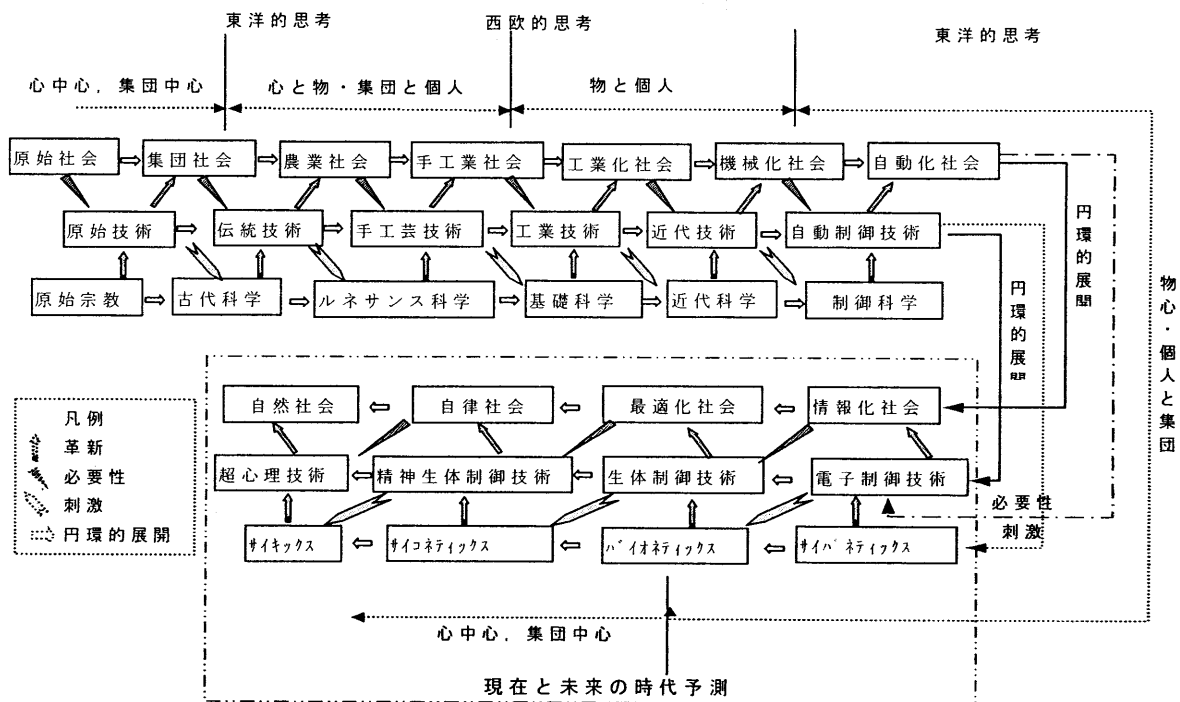 東洋的思考
西欧的思考
東洋的思考
心中心，集団中心
心と物・集団と個人
物と個人
原始社会
集団社会
農業社会
手工業社会
工業化社会
機械化社会
自動化社会
原始技術
伝統技術
手工芸技術
工業技術
近代技術
自動制御技術
原始宗教
古代科学
ルネサンス科学
基礎科学
近代科学
制御科学
円環的展開
円環的展開
物心・個人と集団
凡例
革新
必要性
刺激
円環的展開
自然社会
自律社会
最適化社会
情報化社会
超心理技術
精神生体制御技術
生体制御技術
電子制御技術
必要性
刺激
サイキックス
サイコネティックス
バイオネティックス
サイバネティックス
心中心，集団中心
現在と未来の時代予測